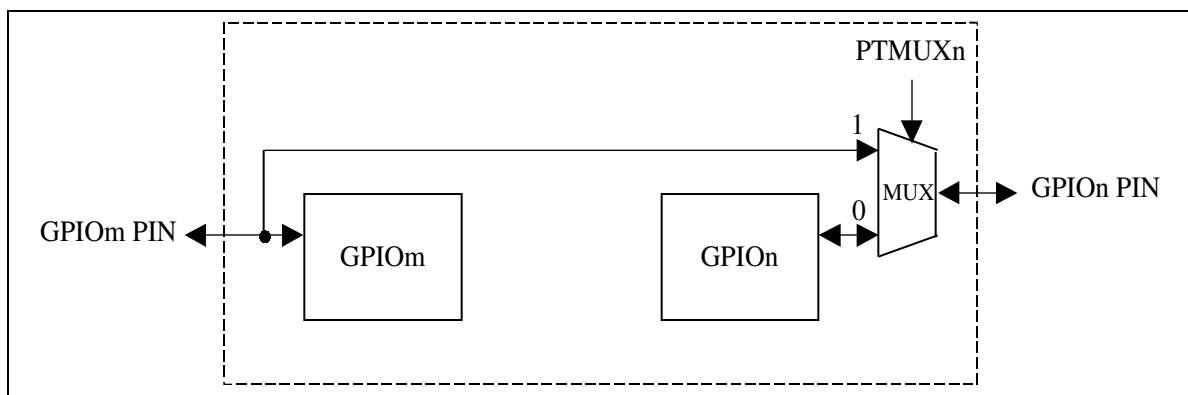 PTMUXn
1
MUX
GPIOn PIN
GPIOm PIN
0
GPIOm
GPIOn